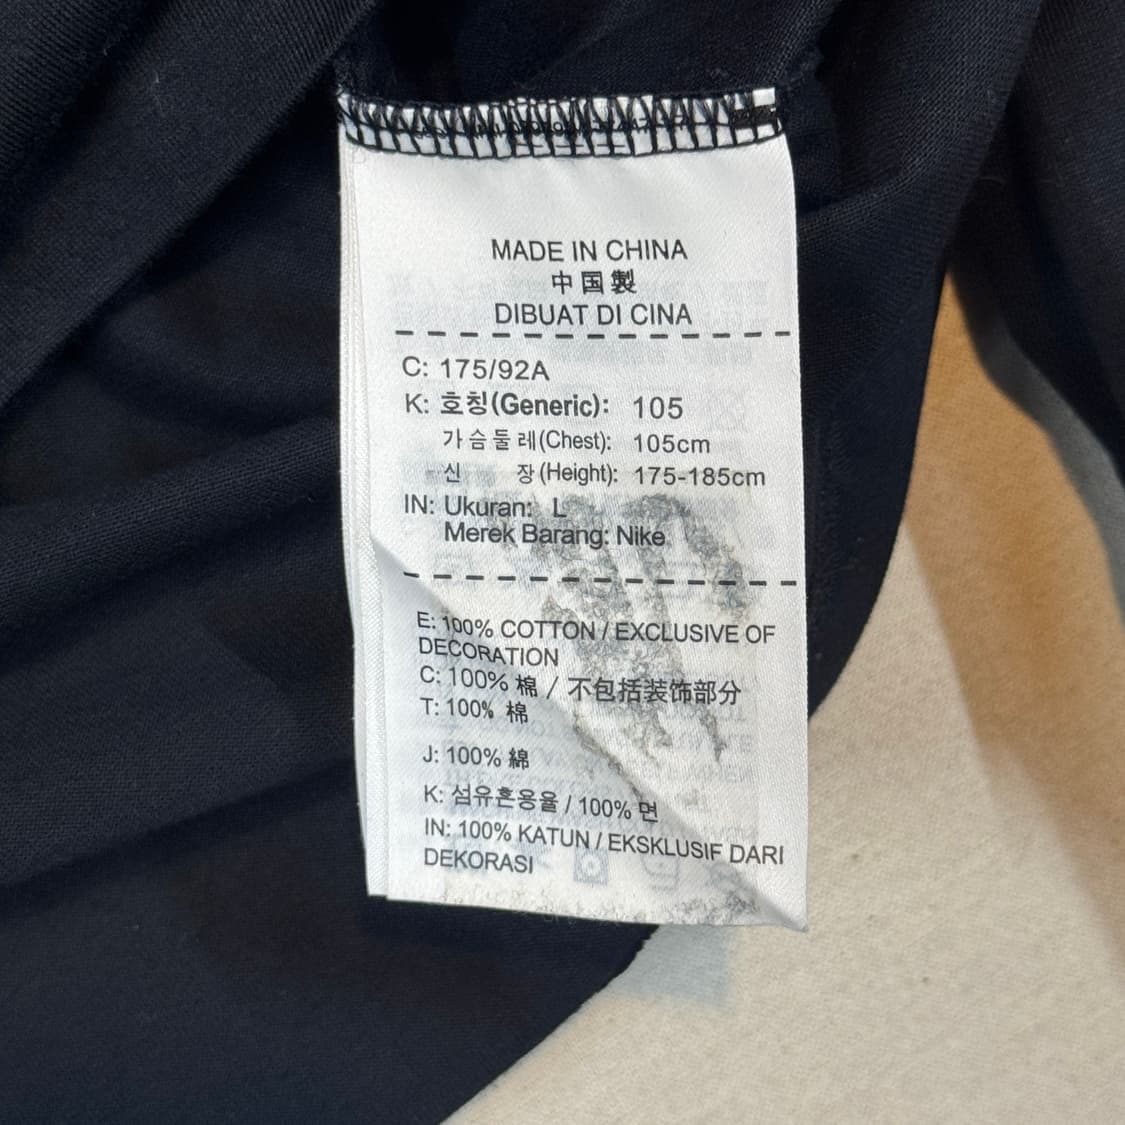 MADE IN CHINA
中国製
DIBUAT DI CINA
C: 175/92A
K: 호칭(Generic): 105
가슴둘레(Chest): 105cm
신 장(Height): 175-185cm
IN: Ukuran: L
Merek Barang: Nike
E: 100% COTTON / EXCLUSIVE OF
DECORATION
C: 100% 棉 / 不包括装饰部分
T: 100% 棉
J: 100% 綿
K: 섬유혼용율 / 100% 면
IN: 100% KATUN / EKSKLUSIF DARI
DEKORASI